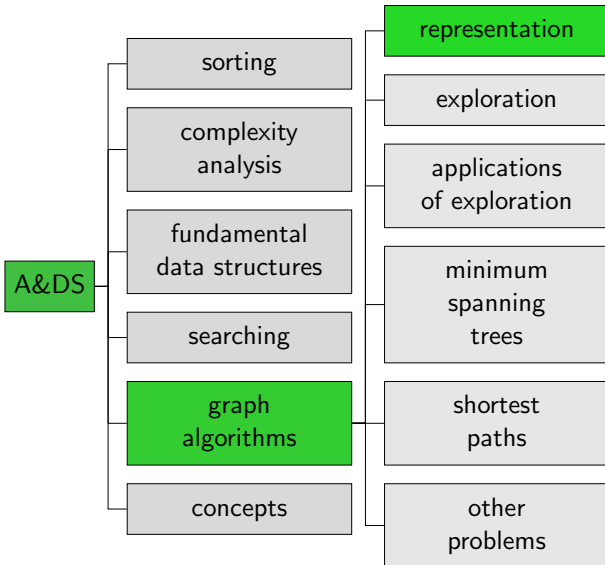 A&DS
sorting
complexity
analysis
fundamental
data structures
searching
graph
algorithms
concepts
representation
exploration
applications
of exploration
minimum
spanning
trees
shortest
paths
other
problems